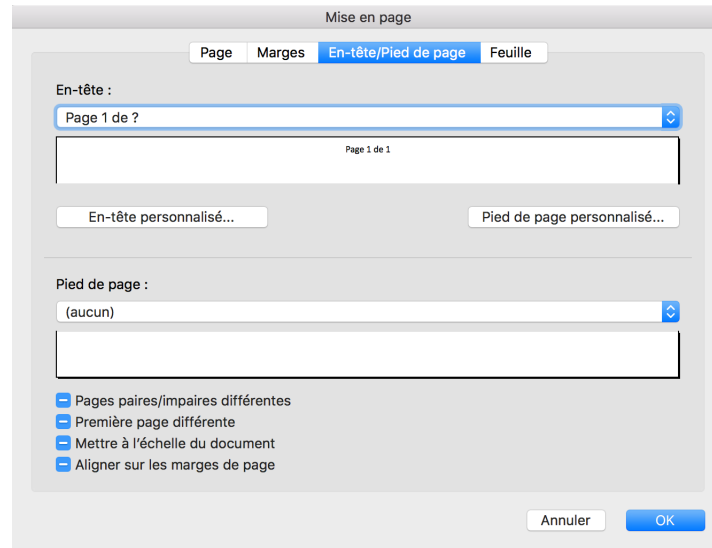 Mise en page
Page Marges En-tête/Pied de page Feuille
En-tête :
Page 1 de ?
Page 1 de 1
En-tête personnalisé... Pied de page personnalisé...
Pied de page :
(aucun)
Pages paires/impaires différentes
Première page différente
Mettre à l’échelle du document
Aligner sur les marges de page
Annuler OK